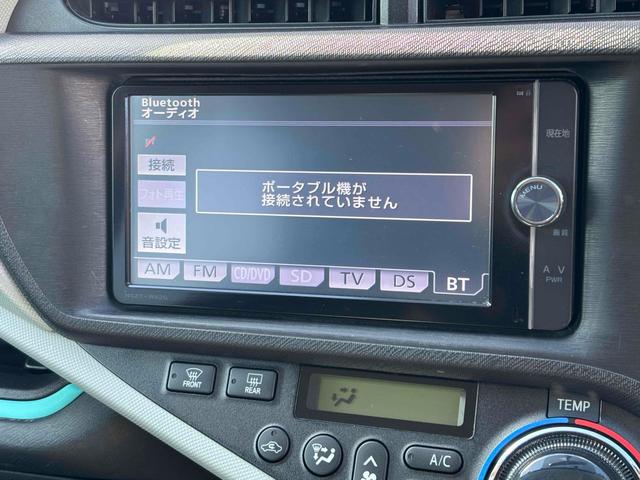 Bluetooth
オーディオ
現在地
接続
MENU
フォト再生
ポータブル機が
接続されていません
音設定
画質
AM FM CD/DVD SD TV DS BT
A V
PWR
FRONT
REAR
TEMP
A/C